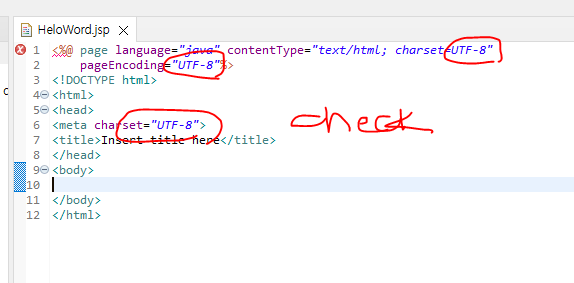 HeloWord.jsp
1 <%@ page language="java" contentType="text/html; charset=UTF-8"
2 pageEncoding="UTF-8"%>
3 <!DOCTYPE html>
4 <html>
5 <head>
6 <meta charset="UTF-8">
check
7 <title>Insert title here</title>
8 </head>
9 <body>
10
11 </body>
12 </html>